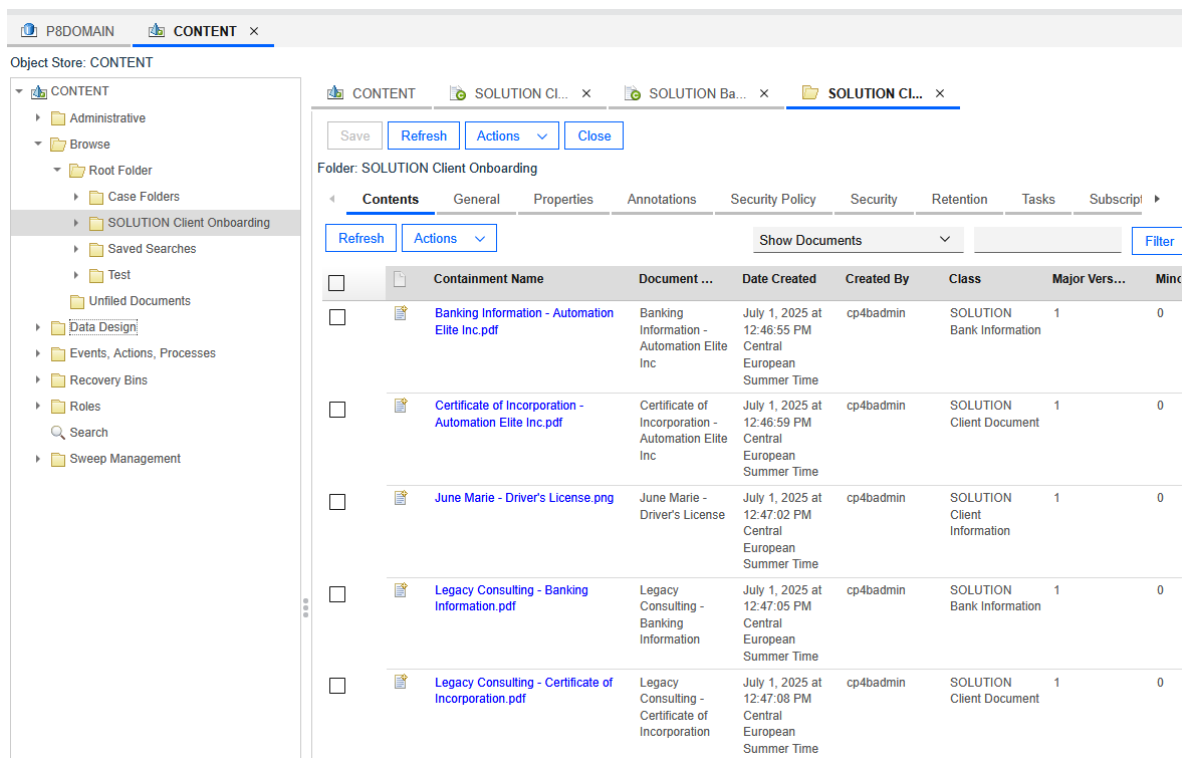 P8DOMAIN
CONTENT ×
Object Store: CONTENT
CONTENT
Administrative
Browse
Root Folder
Case Folders
SOLUTION Client Onboarding
Saved Searches
Test
Unfiled Documents
Data Design
Events, Actions, Processes
Recovery Bins
Roles
Search
Sweep Management
CONTENT
SOLUTION Cl... ×
SOLUTION Ba... ×
SOLUTION Cl... ×
Save Refresh Actions Close
Folder: SOLUTION Client Onboarding
Contents General Properties Annotations Security Policy Security Retention Tasks Subscript
Refresh Actions Show Documents Filter
Containment Name Document ... Date Created Created By Class Major Vers... Mino
Banking Information - Automation
Elite Inc.pdf
Banking
Information -
Automation Elite
Inc
July 1, 2025 at
12:46:55 PM
Central
European
Summer Time
cp4badmin
SOLUTION
Bank Information
1
0
Certificate of Incorporation -
Automation Elite Inc.pdf
Certificate of
Incorporation -
Automation Elite
Inc
July 1, 2025 at
12:46:59 PM
Central
European
Summer Time
cp4badmin
SOLUTION
Client Document
1
0
June Marie - Driver's License.png
June Marie -
Driver's License
July 1, 2025 at
12:47:02 PM
Central
European
Summer Time
cp4badmin
SOLUTION
Client
Information
1
0
Legacy Consulting - Banking
Information.pdf
Legacy
Consulting -
Banking
Information
July 1, 2025 at
12:47:05 PM
Central
European
Summer Time
cp4badmin
SOLUTION
Bank Information
1
0
Legacy Consulting - Certificate of
Incorporation.pdf
Legacy
Consulting -
Certificate of
Incorporation
July 1, 2025 at
12:47:08 PM
Central
European
Summer Time
cp4badmin
SOLUTION
Client Document
1
0